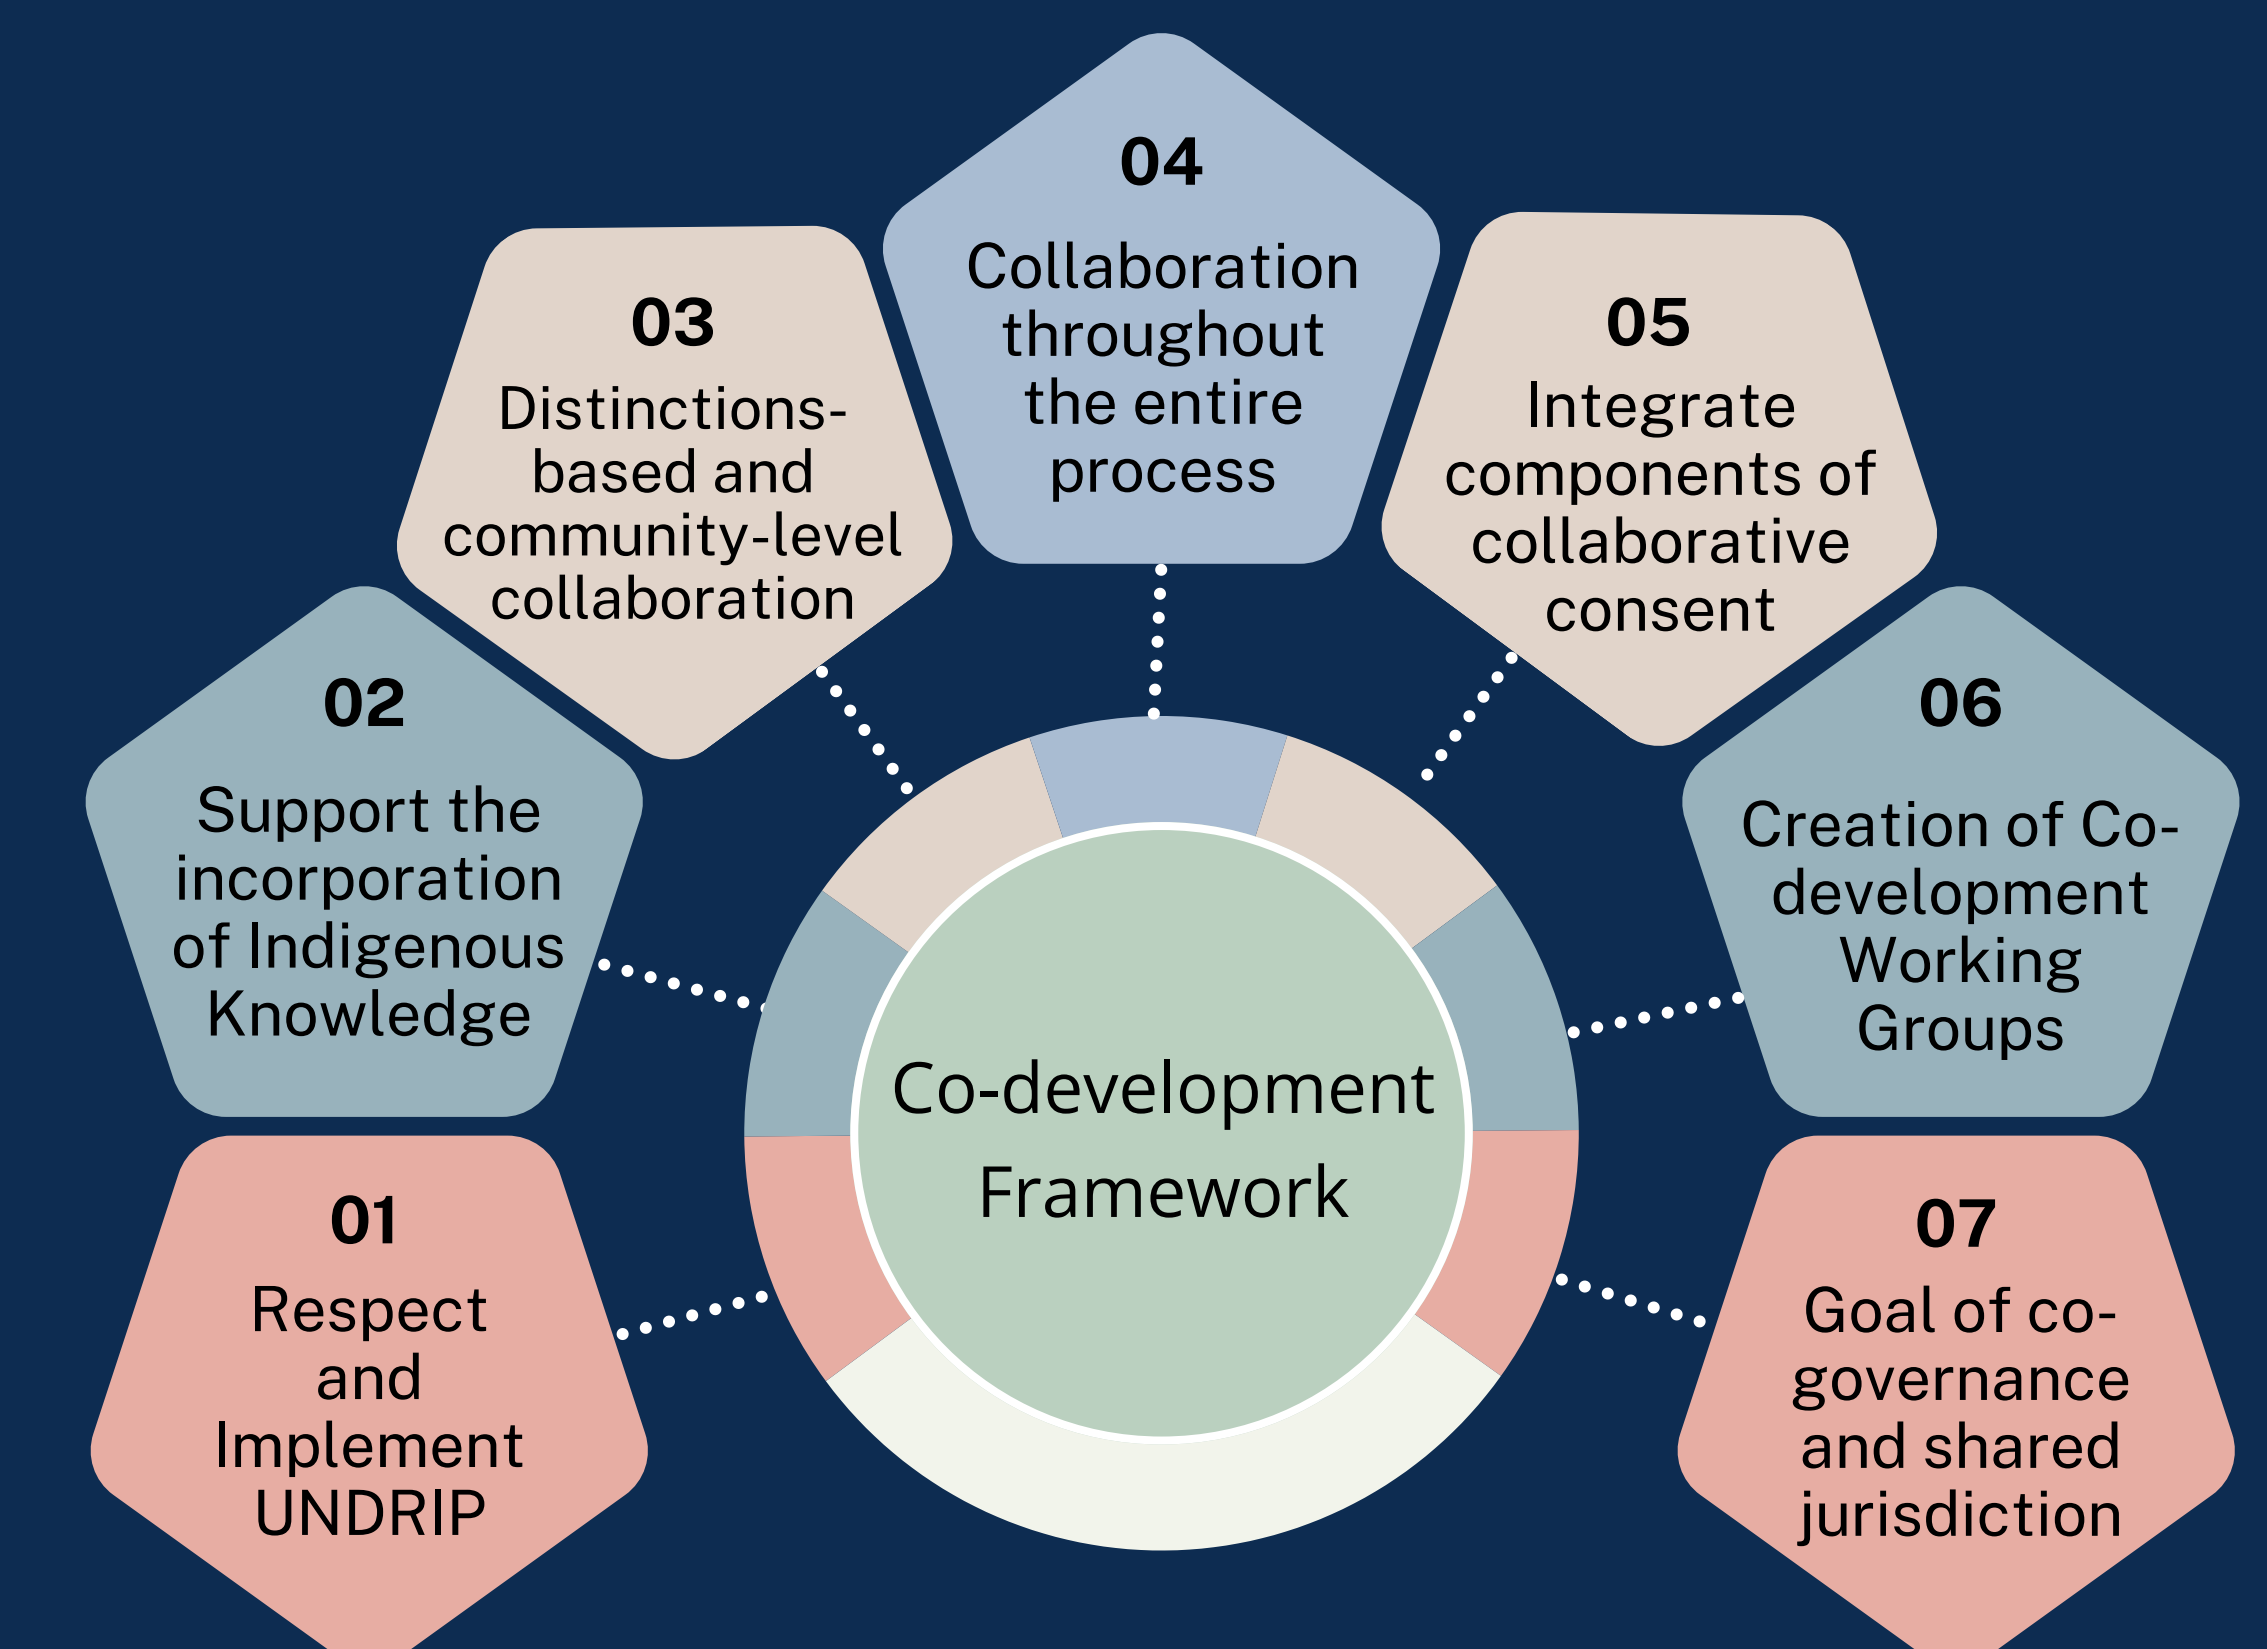 04
Collaboration
throughout
the entire
process
03
Distinctions-
based and
community-level
collaboration
05
Integrate
components of
collaborative
consent
02
Support the
incorporation
of Indigenous
Knowledge
06
Creation of Co-
development
Working
Groups
Co-development
Framework
01
Respect
and
Implement
UNDRIP
07
Goal of co-
governance
and shared
jurisdiction